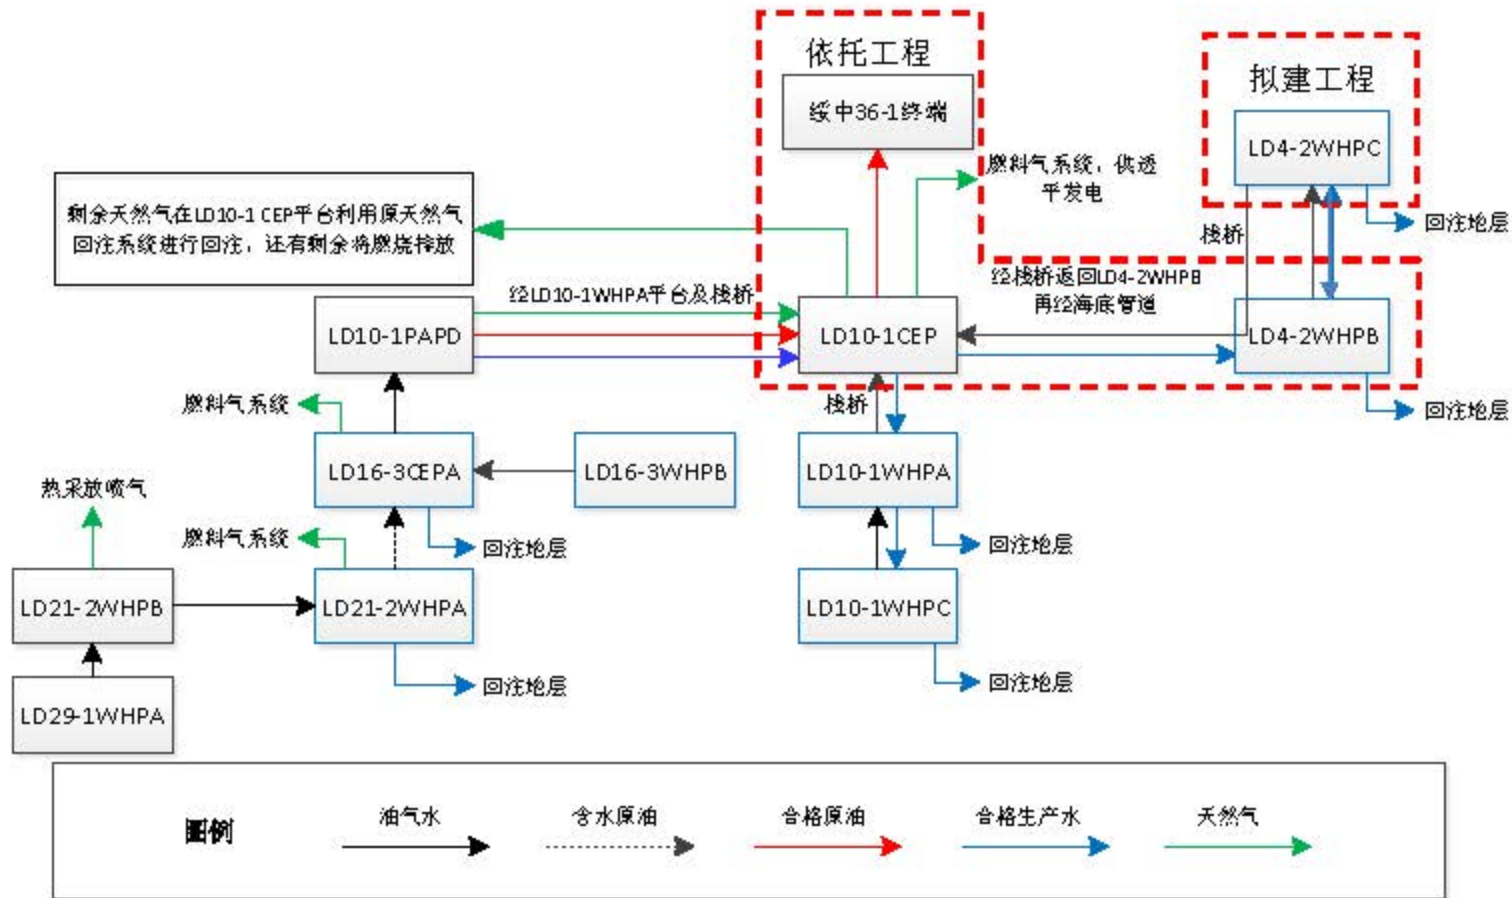 依托工程
拟建工程
绥中36-1终端
LD4-2WHPC
燃料气系统，供透
平发电
剩余天然气在LD10-1 CEP平台利用原天然气
回注系统进行回注，还有剩余将燃烧排放
回注地层
栈桥
经LD10-1WHPA平台及栈桥
经栈桥返回LD4-2WHPB
再经海底管道
LD10-1PAPD
LD10-1CEP
LD4-2WHPB
燃料气系统
栈桥
回注地层
LD16-3CEPA
LD16-3WHPB
LD10-1WHPA
热采放喷气
燃料气系统
回注地层
回注地层
LD21-2WHPB
LD21-2WHPA
LD10-1WHPC
回注地层
回注地层
LD29-1WHPA
图例
油气水
含水原油
合格原油
合格生产水
天然气